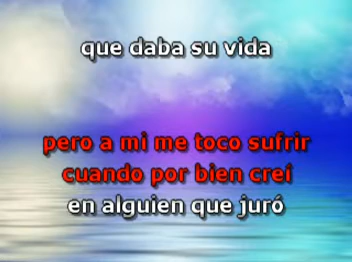 que daba su vida
pero a mi me toco sufrir
cuando por bien crei
en alguien que juró